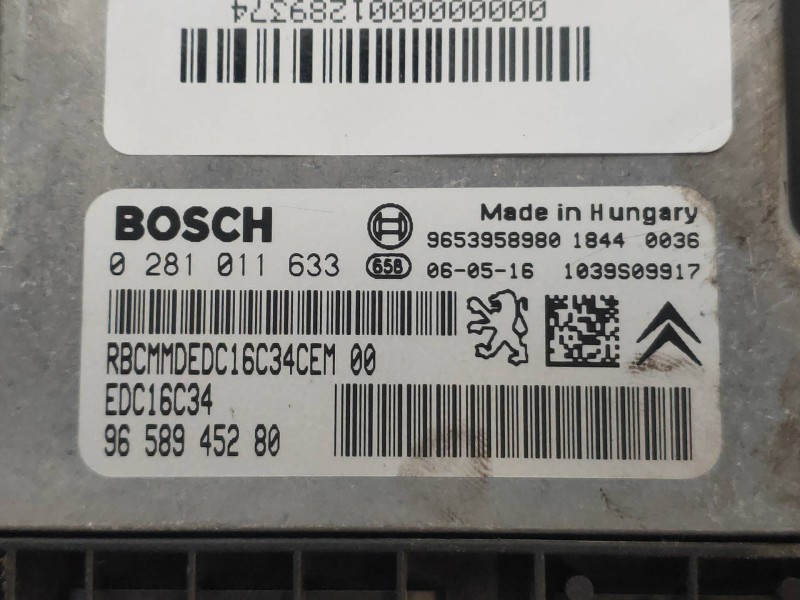 0000000001289374
BOSCH
Made in Hungary
9653958980 1844 0036
0 281 011 633
658
06-05-16 1039S09917
RBCMMDEDC16C34CEM 00
EDC16C34
96 589 452 80